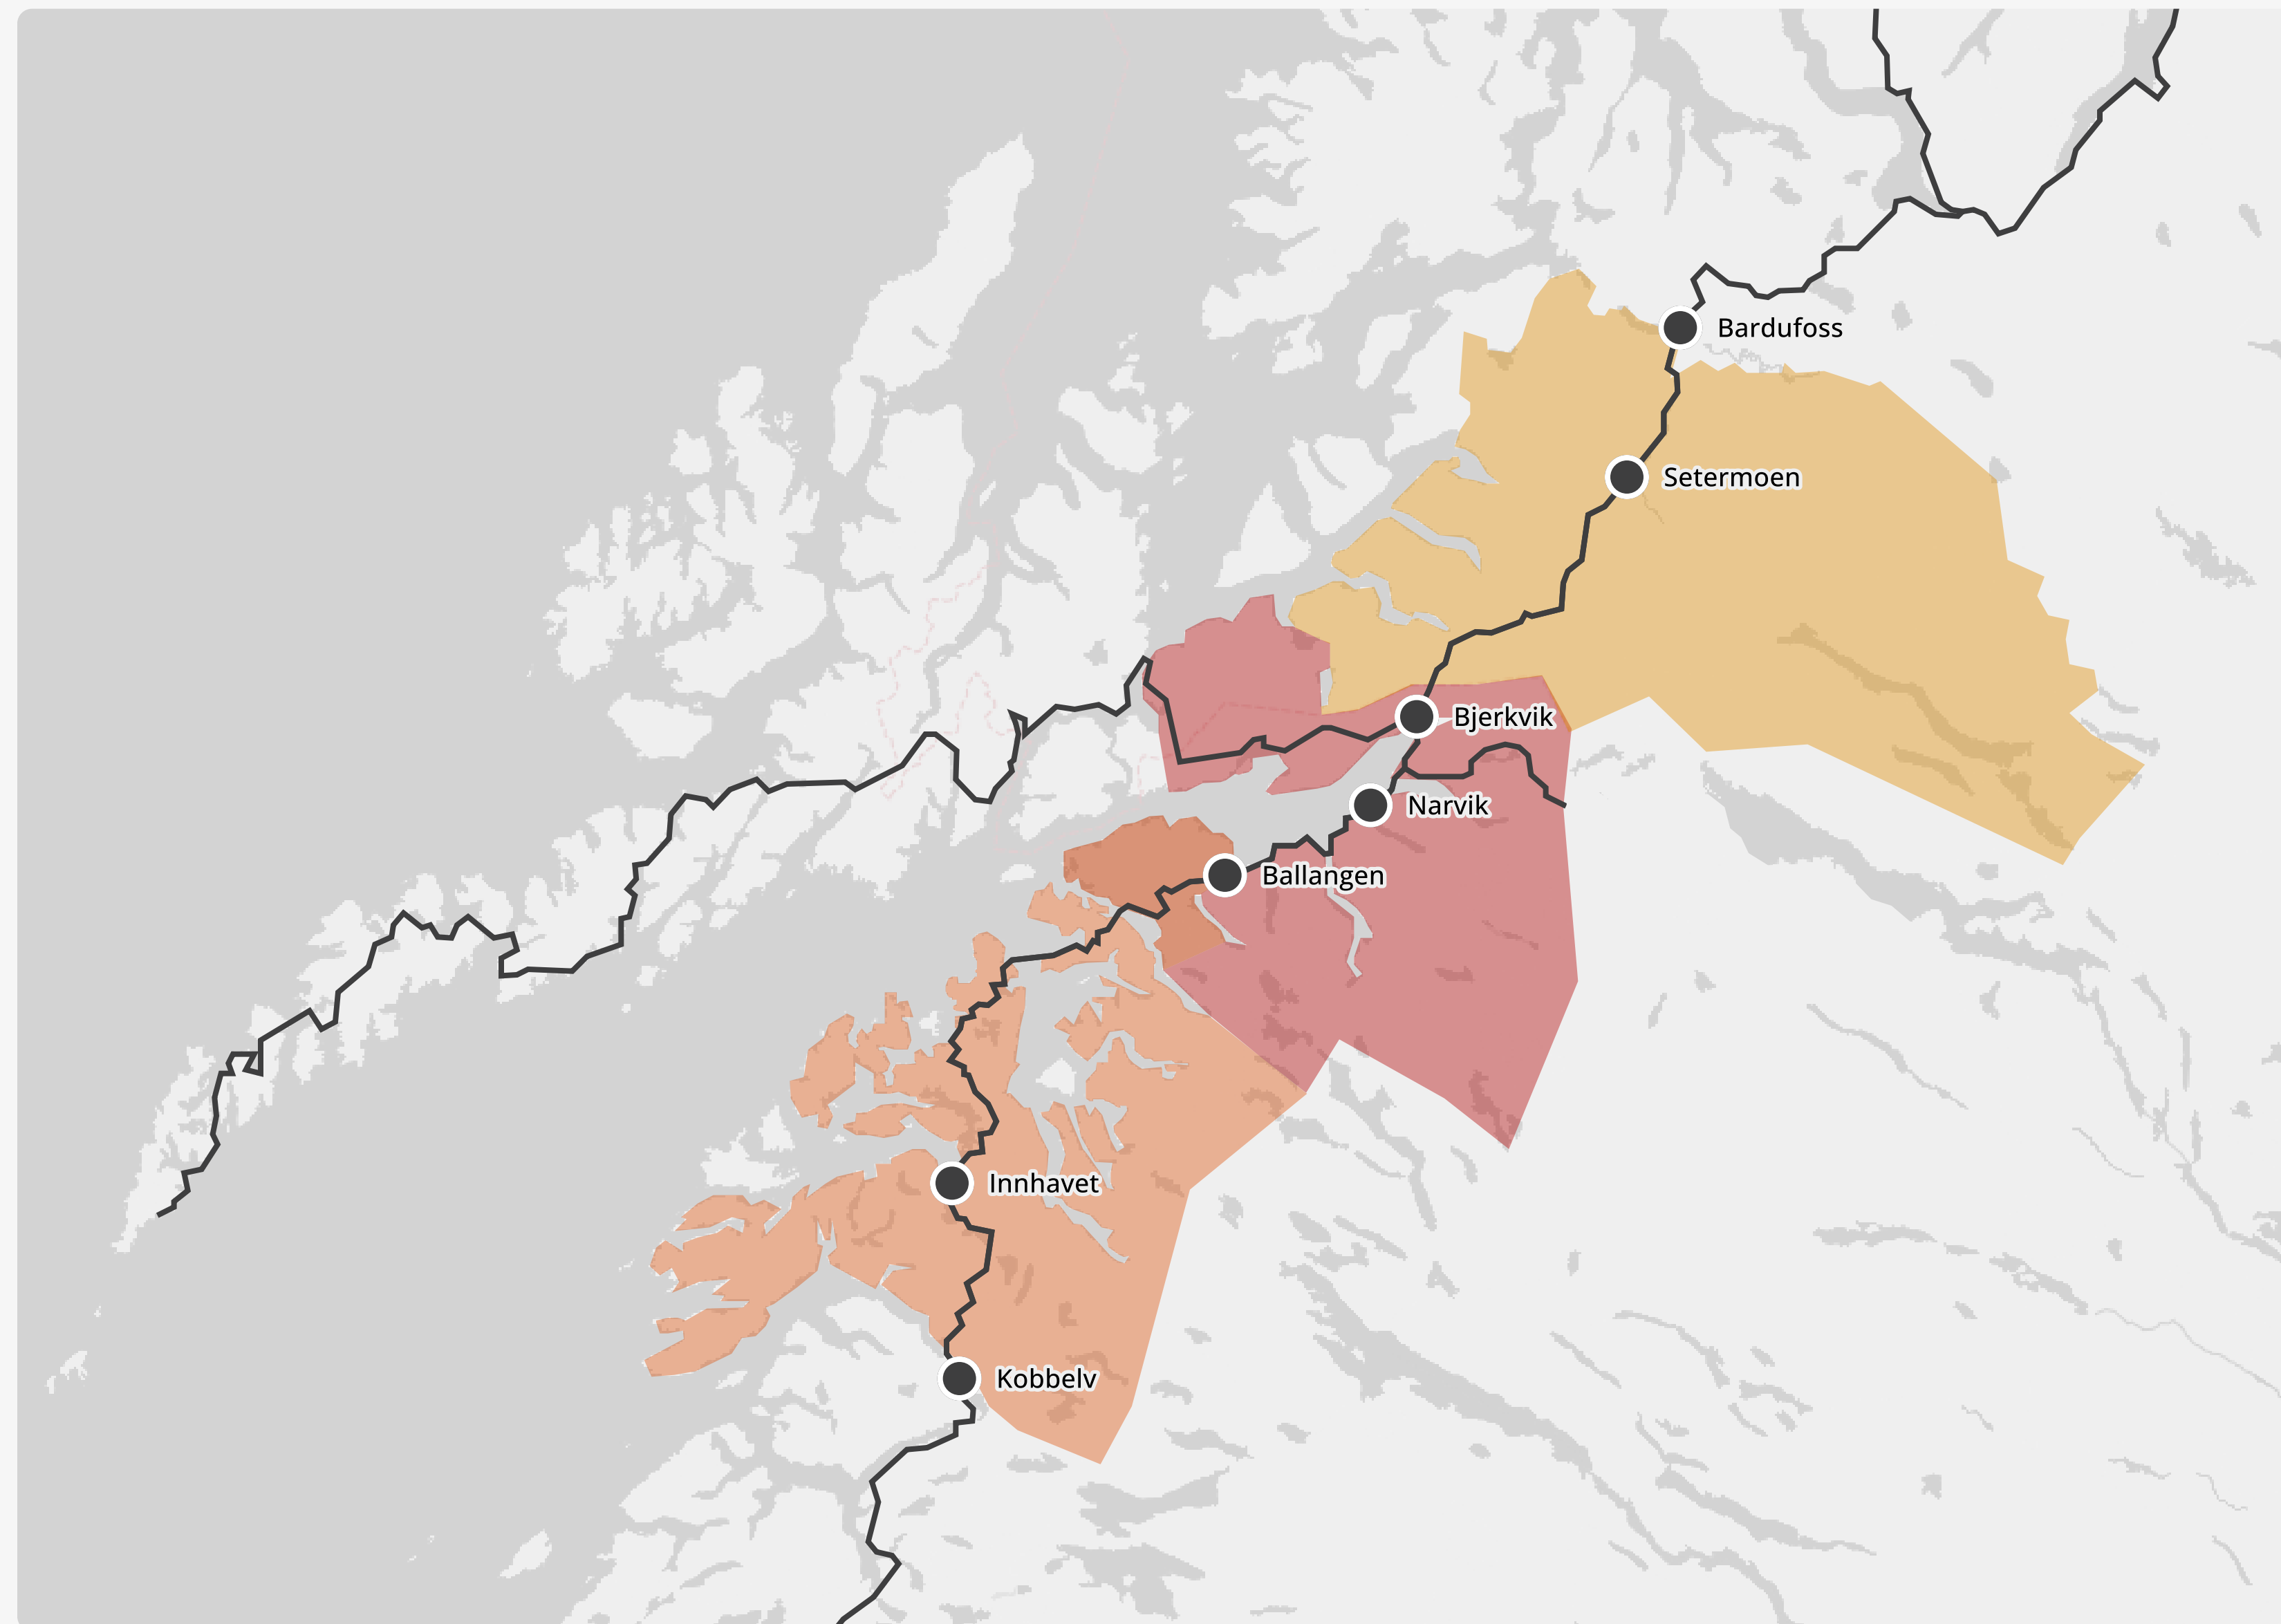 Bardufoss
Setermoen
Bjerkvik
Narvik
Ballangen
Innhavet
Kobbelv